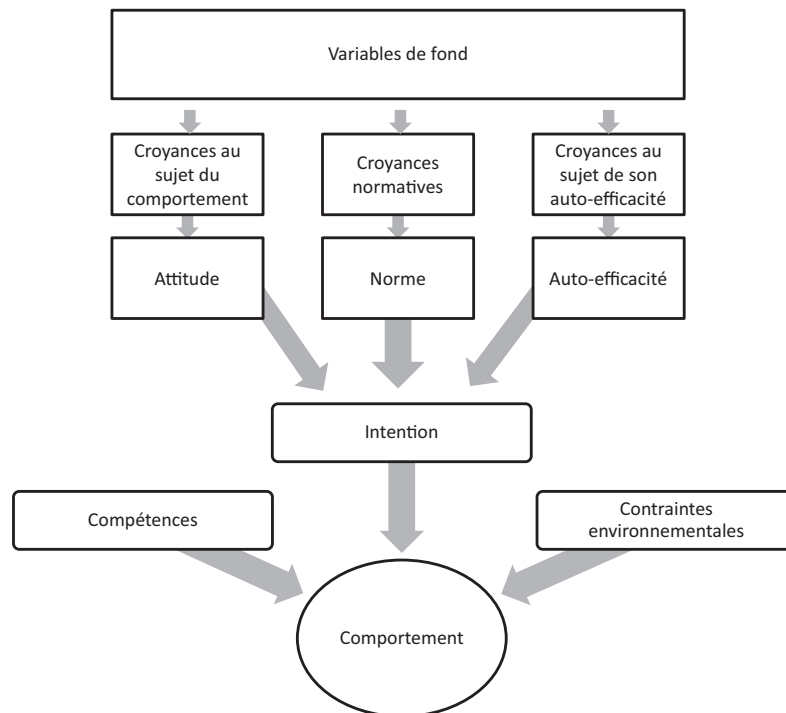 Variables de fond
Croyances au
sujet du
comportement
Croyances
normatives
Croyances au
sujet de son
auto-efficacité
Attitude
Norme
Auto-efficacité
Intention
Compétences
Contraintes
environnementales
Comportement